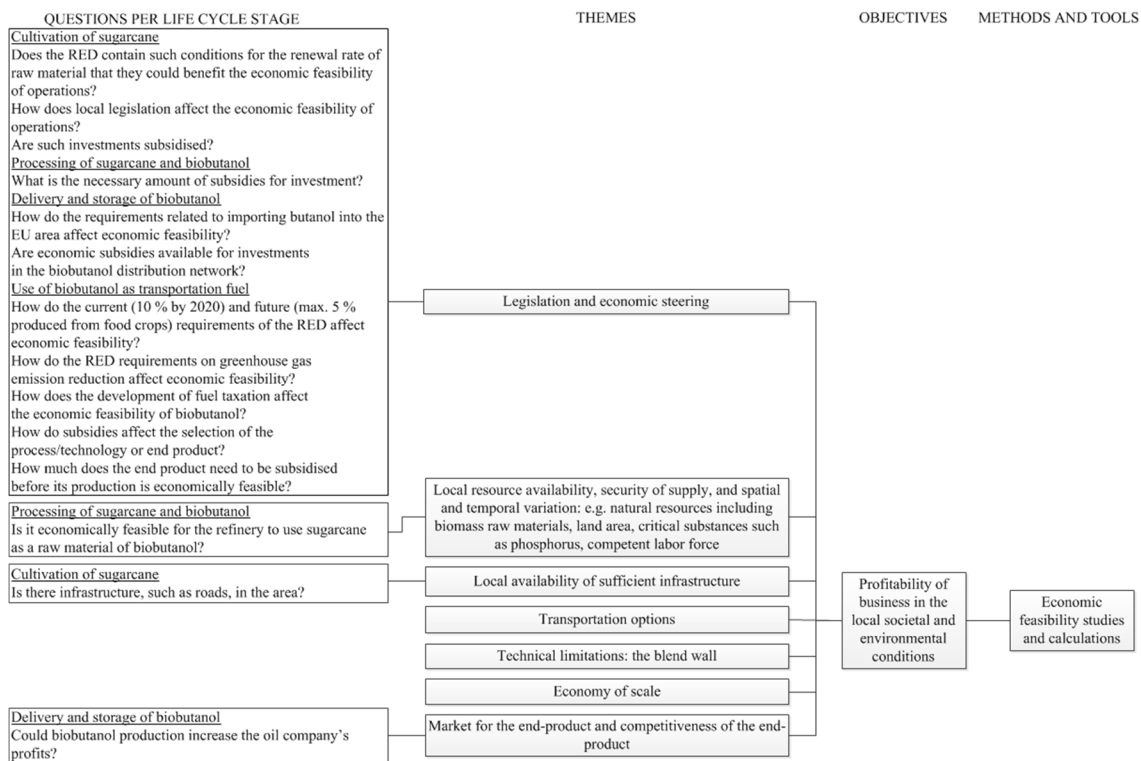 QUESTIONS PER LIFE CYCLE STAGE
THEMES
OBJECTIVES
METHODS AND TOOLS
Cultivation of sugarcane
Does the RED contain such conditions for the renewal rate of
raw material that they could benefit the economic feasibility
of operations?
How does local legislation affect the economic feasibility of
operations?
Are such investments subsidised?
Processing of sugarcane and biobutanol
What is the necessary amount of subsidies for investment?
Delivery and storage of biobutanol
How do the requirements related to importing butanol into the
EU area affect economic feasibility?
Are economic subsidies available for investments
in the biobutanol distribution network?
Use of biobutanol as transportation fuel
How do the current (10 % by 2020) and future (max. 5 %
produced from food crops) requirements of the RED affect
economic feasibility?
How do the RED requirements on greenhouse gas
emission reduction affect economic feasibility?
How does the development of fuel taxation affect
the economic feasibility of biobutanol?
How do subsidies affect the selection of the
process/technology or end product?
How much does the end product need to be subsidised
before its production is economically feasible?
Legislation and economic steering
Processing of sugarcane and biobutanol
Is it economically feasible for the refinery to use sugarcane
as a raw material of biobutanol?
Local resource availability, security of supply, and spatial
and temporal variation: e.g. natural resources including
biomass raw materials, land area, critical substances such
as phosphorus, competent labor force
Cultivation of sugarcane
Is there infrastructure, such as roads, in the area?
Local availability of sufficient infrastructure
Transportation options
Technical limitations: the blend wall
Economy of scale
Delivery and storage of biobutanol
Could biobutanol production increase the oil company's
profits?
Market for the end-product and competitiveness of the end-
product
Profitability of
business in the
local societal and
environmental
conditions
Economic
feasibility studies
and calculations